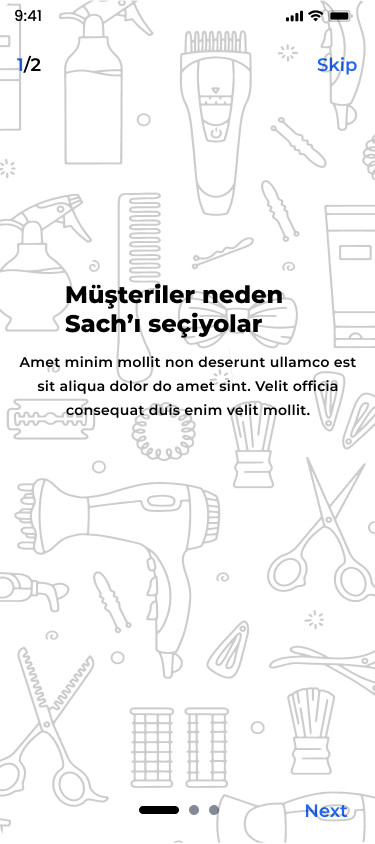 9:41
1/2
Skip
Müşteriler neden
Sach’ı seçiyolar
Amet minim mollit non deserunt ullamco est
sit aliqua dolor do amet sint. Velit officia
consequat duis enim velit mollit.
Next